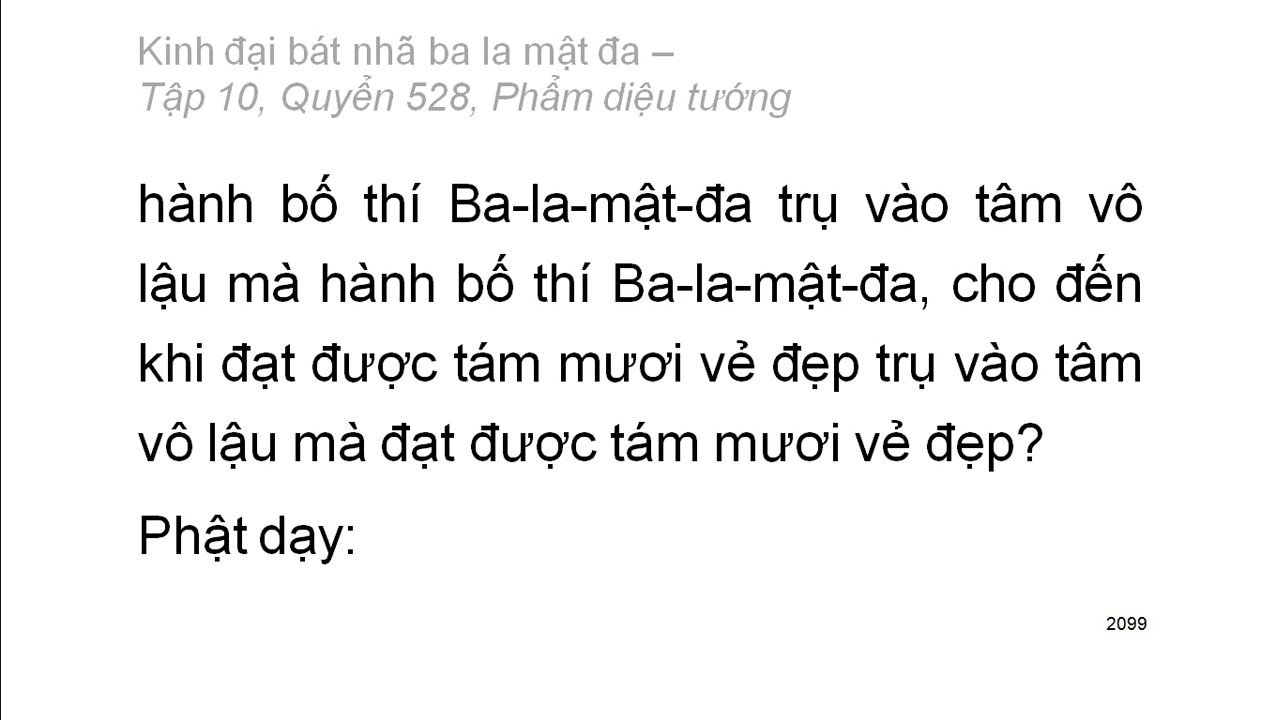 Kinh đại bát nhã ba la mật đa –
Tập 10, Quyển 528, Phẩm diệu tướng
hành bố thí Ba-la-mật-đa trụ vào tâm vô
lậu mà hành bố thí Ba-la-mật-đa, cho đến
khi đạt được tám mươi vẻ đẹp trụ vào tâm
vô lậu mà đạt được tám mươi vẻ đẹp?
Phật dạy:
2099